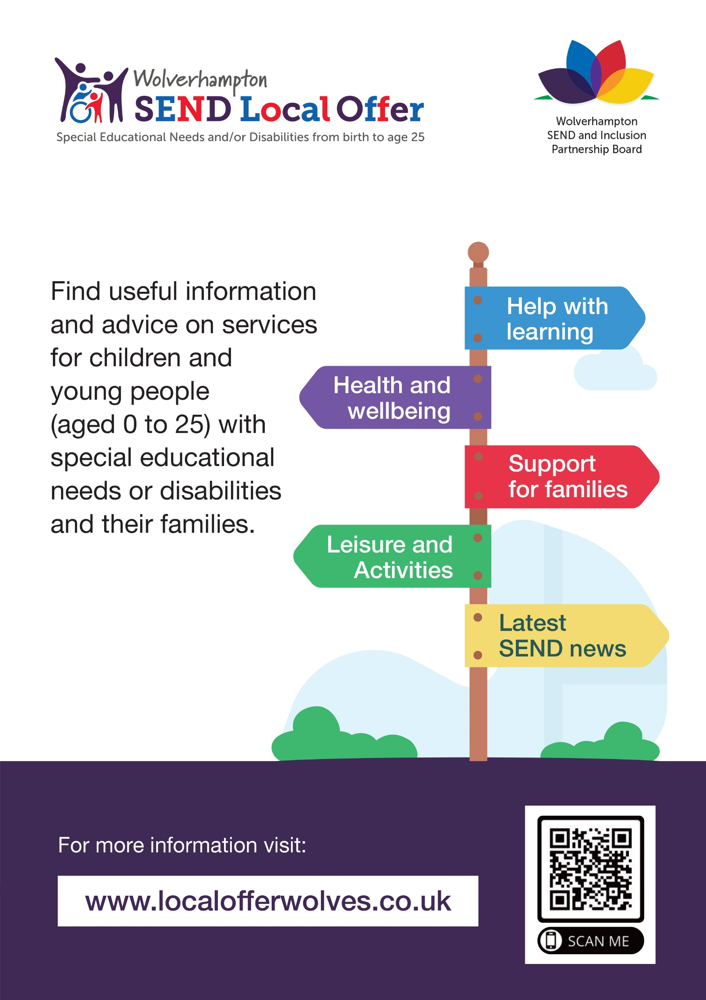 Wolverhampton
SEND Local Offer
Special Educational Needs and/or Disabilities from birth to age 25
Wolverhampton
SEND and Inclusion
Partnership Board
Find useful information
and advice on services
for children and
young people
(aged 0 to 25) with
special educational
needs or disabilities
and their families.
Help with
learning
Health and
wellbeing
Support
for families
Leisure and
Activities
Latest
SEND news
For more information visit:
www.localofferwolves.co.uk
SCAN ME